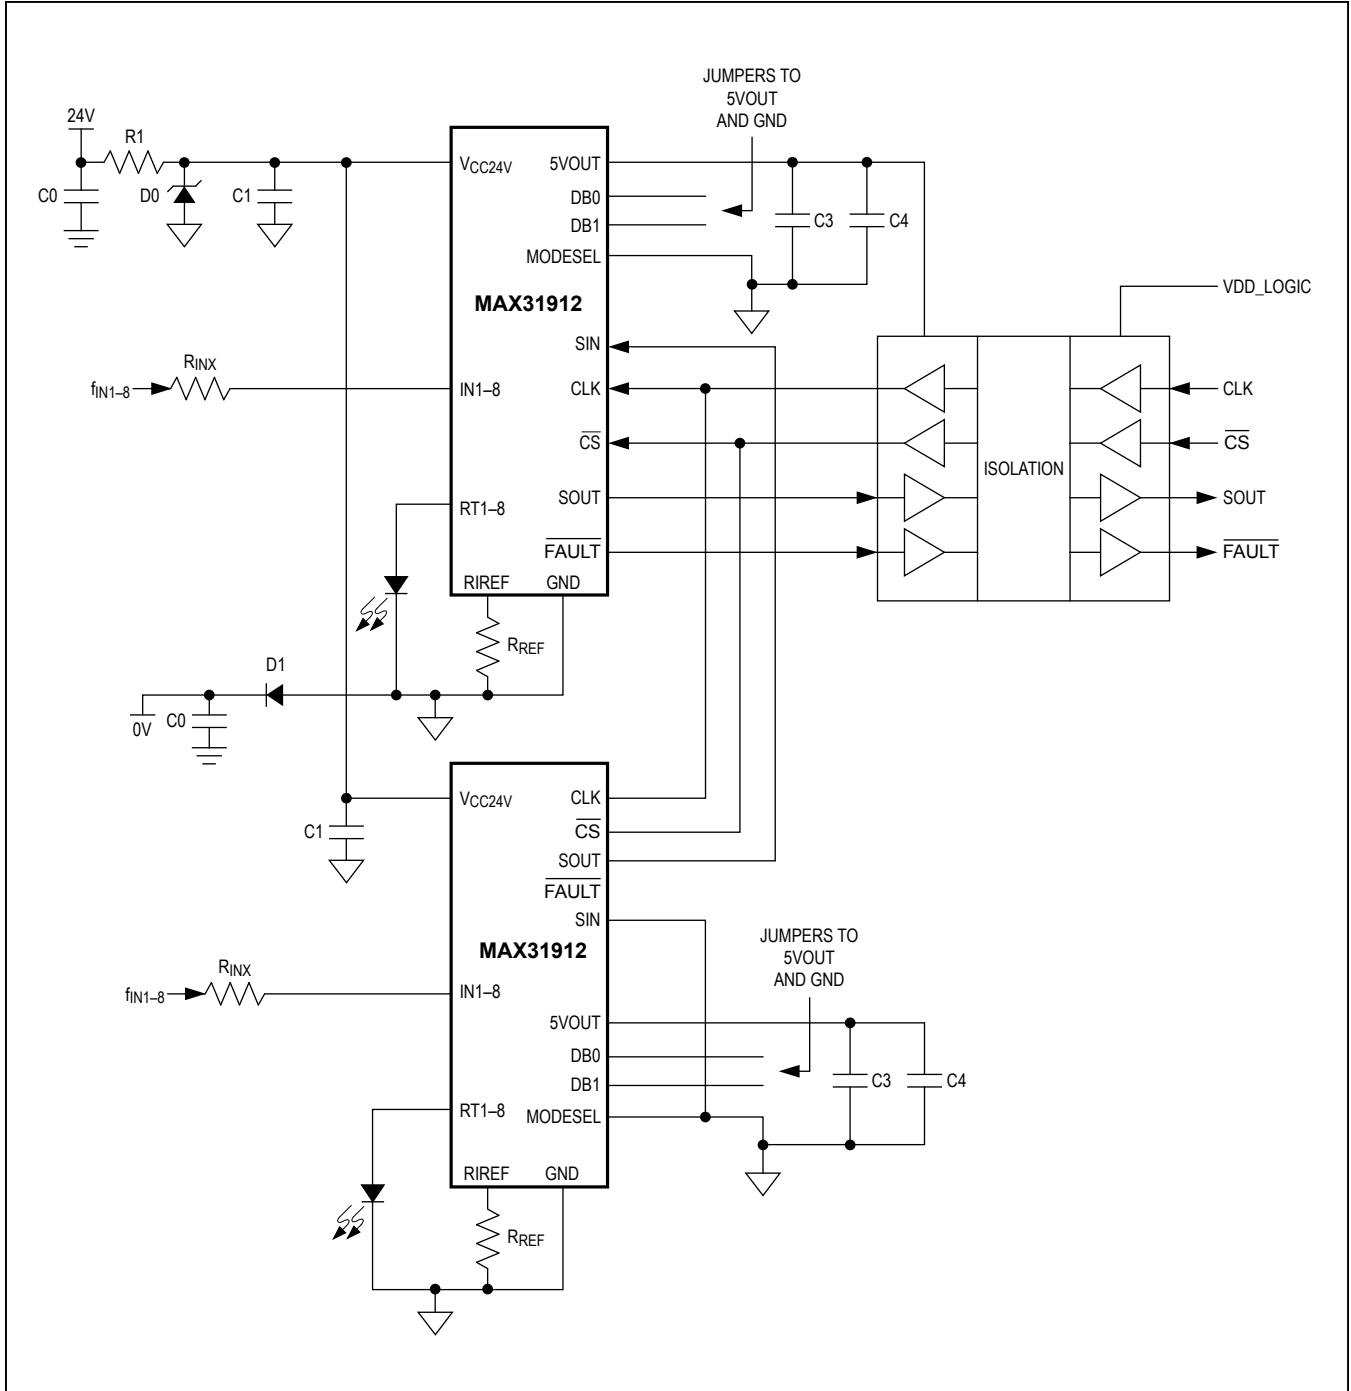 JUMPERS TO
5VOUT
AND GND
24V
R1
C0
D0
C1
VCC24V
5VOUT
DB0
DB1
MODESEL
C3
C4
MAX31912
VDD_LOGIC
RINX
fIN1–8
IN1–8
SIN
CLK
CS
SOUT
FAULT
ISOLATION
CLK
CS
SOUT
FAULT
RT1–8
RIREF
GND
RREF
D1
0V
C0
VCC24V
C1
CLK
CS
SOUT
FAULT
SIN
MAX31912
JUMPERS TO
5VOUT
AND GND
RINX
fIN1–8
IN1–8
5VOUT
DB0
DB1
MODESEL
C3
C4
RT1–8
RIREF
GND
RREF